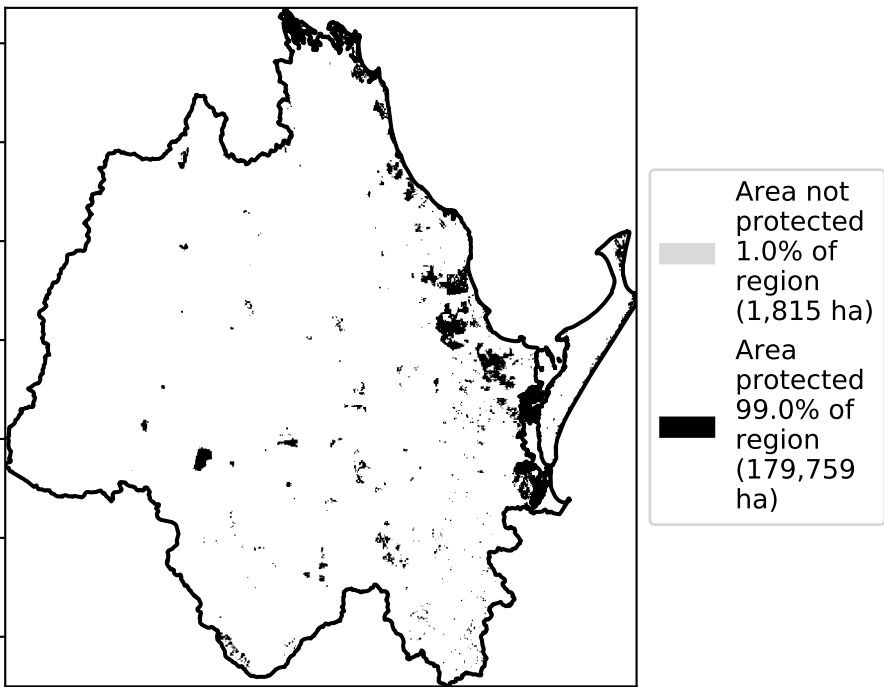 Area not
protected
1.0% of
region
(1,815 ha)
Area
protected
99.0% of
region
(179,759
ha)